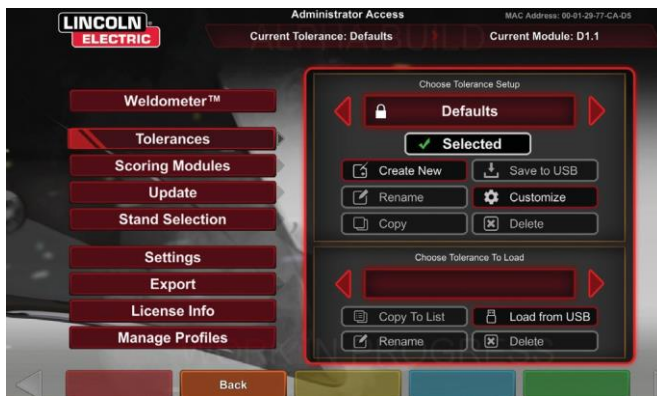 LINCOLN
ELECTRIC
Administrator Access
MAC Address: 00-01-29-77-CA-D5
Current Tolerance: Defaults
Current Module: D1.1
Weldometer™
Tolerances
Scoring Modules
Update
Stand Selection
Settings
Export
License Info
Manage Profiles
Choose Tolerance Setup
Defaults
Selected
Create New
Save to USB
Rename
Customize
Copy
Delete
Choose Tolerance To Load
Copy To List
Load from USB
Rename
Delete
WORK IN PROGRESS
Back